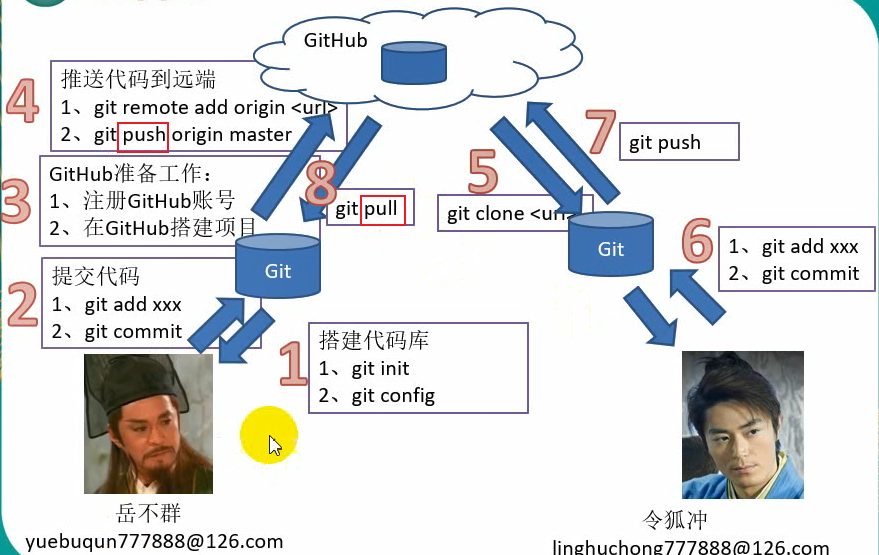 GitHub
4
推送代码到远端
1、git remote add origin <url>
2、git push origin master
7
git push
3
GitHub准备工作：
1、注册GitHub账号
2、在GitHub搭建项目
8
git pull
5
git clone <url>
Git
Git
6
1、git add xxx
2、git commit
2
提交代码
1、git add xxx
2、git commit
1
搭建代码库
1、git init
2、git config
岳不群
yuebuqun777888@126.com
令狐冲
linghuchong777888@126.com